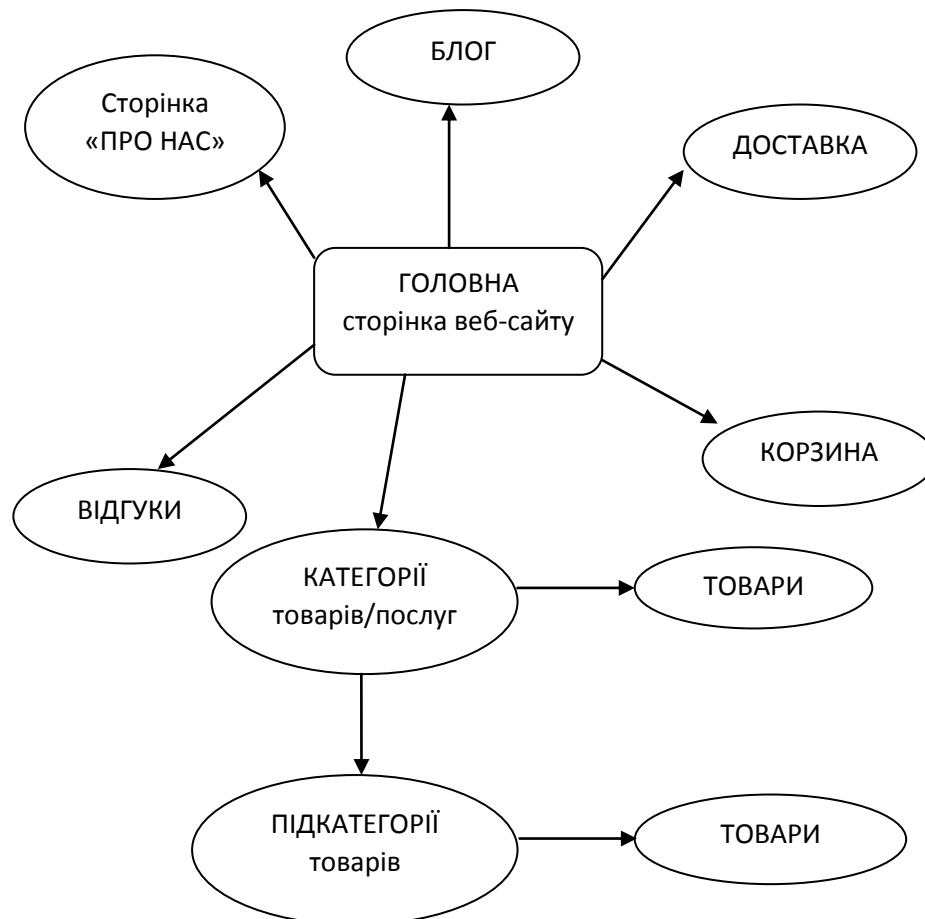 БЛОГ
Сторінка
«ПРО НАС»
ДОСТАВКА
ГОЛОВНА
сторінка веб-сайту
КОРЗИНА
ВІДГУКИ
КАТЕГОРІЇ
товарів/послуг
ТОВАРИ
ПІДКАТЕГОРІЇ
товарів
ТОВАРИ